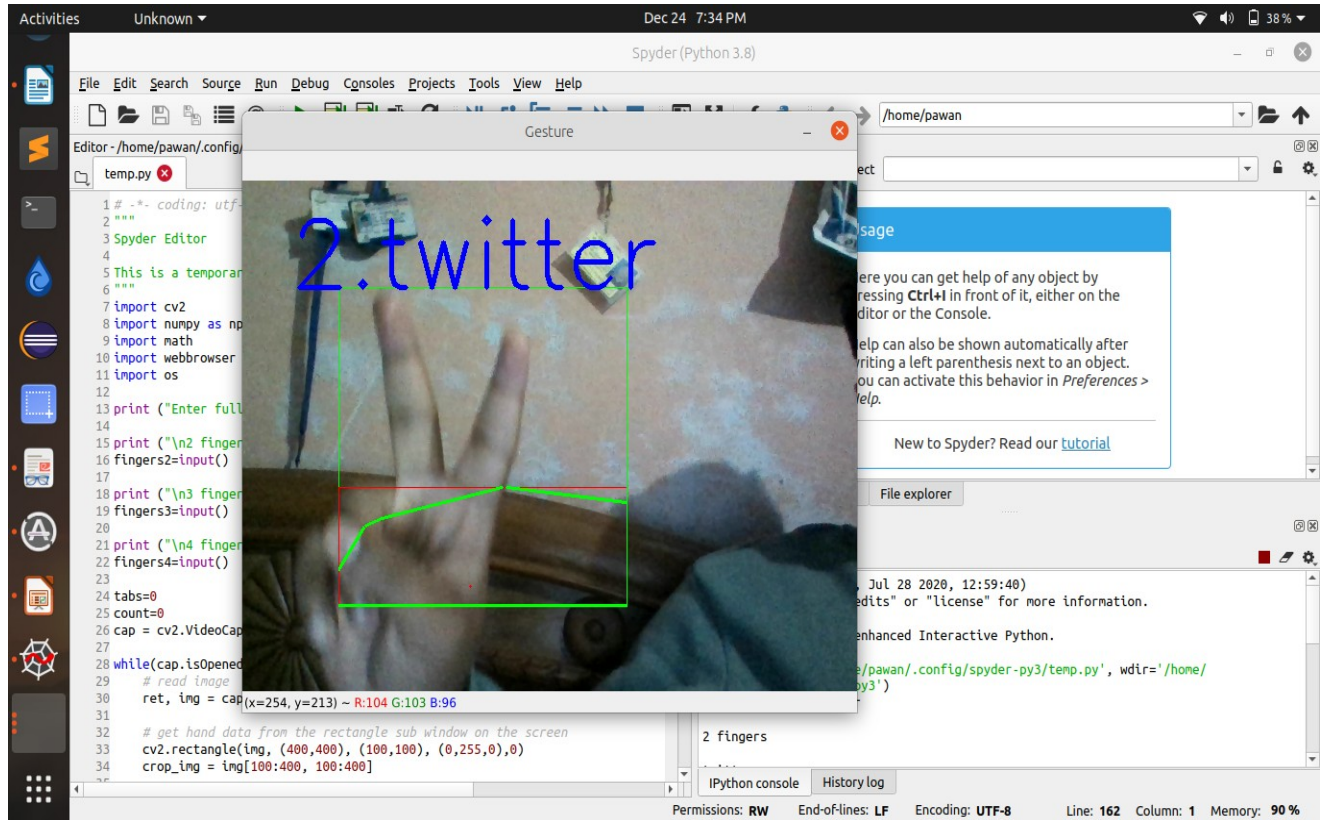 Activities Unknown Dec 24 7:34 PM 38 %
Spyder (Python 3.8)
File Edit Search Source Run Debug Consoles Projects Tools View Help
/home/pawan
Editor - /home/pawan/.config/
temp.py
1 # -*- coding: utf-
2 """
3 Spyder Editor
4
5 This is a temporar
6 """
7 import cv2
8 import numpy as np
9 import math
10 import webbrowser
11 import os
12
13 print ("Enter full
14
15 print ("\n2 finger
16 fingers2=input()
17
18 print ("\n3 finger
19 fingers3=input()
20
21 print ("\n4 finger
22 fingers4=input()
23
24 tabs=0
25 count=0
26 cap = cv2.VideoCap
27
28 while(cap.isOpened
29 # read image
30 ret, img = cap
31
32 # get hand data from the rectangle sub window on the screen
33 cv2.rectangle(img, (400,400), (100,100), (0,255,0),0)
34 crop_img = img[100:400, 100:400]
Gesture
2.twitter
(x=254, y=213) ~ R:104 G:103 B:96
ect
sage
ere you can get help of any object by
ressing Ctrl+I in front of it, either on the
ditor or the Console.
elp can also be shown automatically after
riting a left parenthesis next to an object.
ou can activate this behavior in Preferences >
elp.
New to Spyder? Read our tutorial
File explorer
, Jul 28 2020, 12:59:40)
edits" or "license" for more information.
enhanced Interactive Python.
e/pawan/.config/spyder-py3/temp.py', wdir='/home/
py3')
2 fingers
IPython console History log
Permissions: RW End-of-lines: LF Encoding: UTF-8 Line: 162 Column: 1 Memory: 90 %